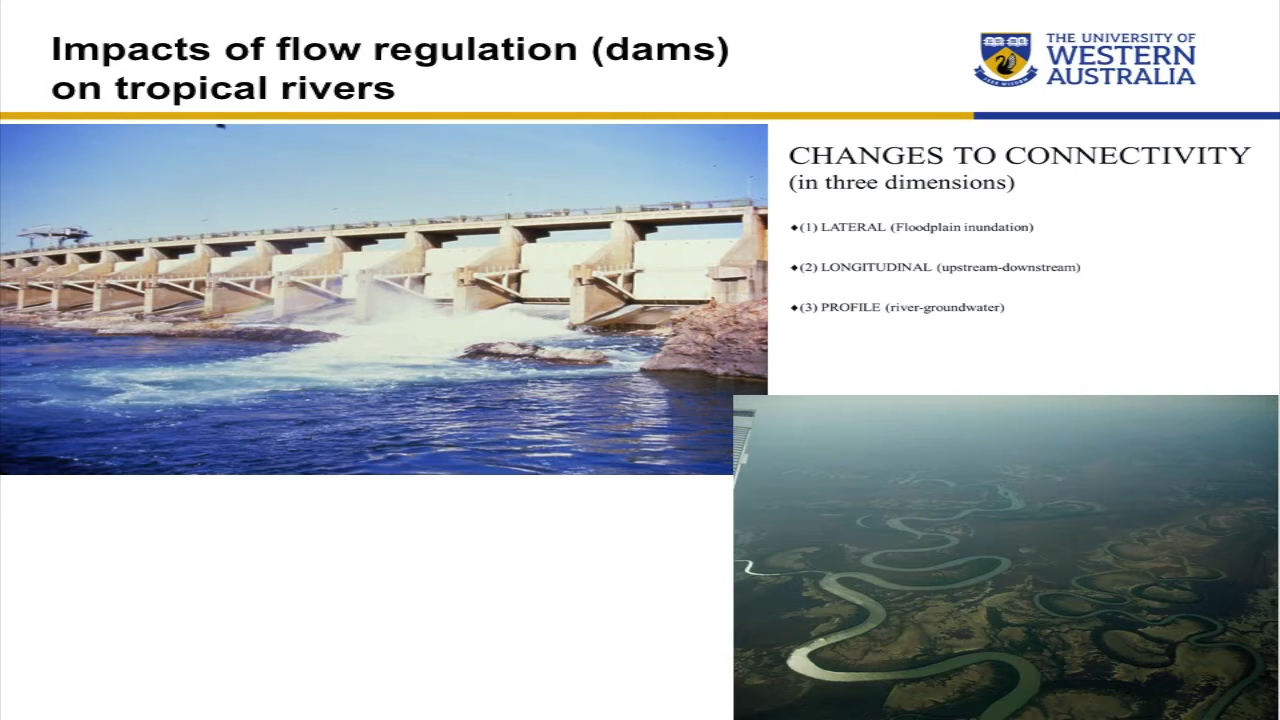 Impacts of flow regulation (dams)
on tropical rivers
THE UNIVERSITY OF
WESTERN
AUSTRALIA
CHANGES TO CONNECTIVITY
(in three dimensions)
◆(1) LATERAL (Floodplain inundation)
◆(2) LONGITUDINAL (upstream-downstream)
◆(3) PROFILE (river-groundwater)